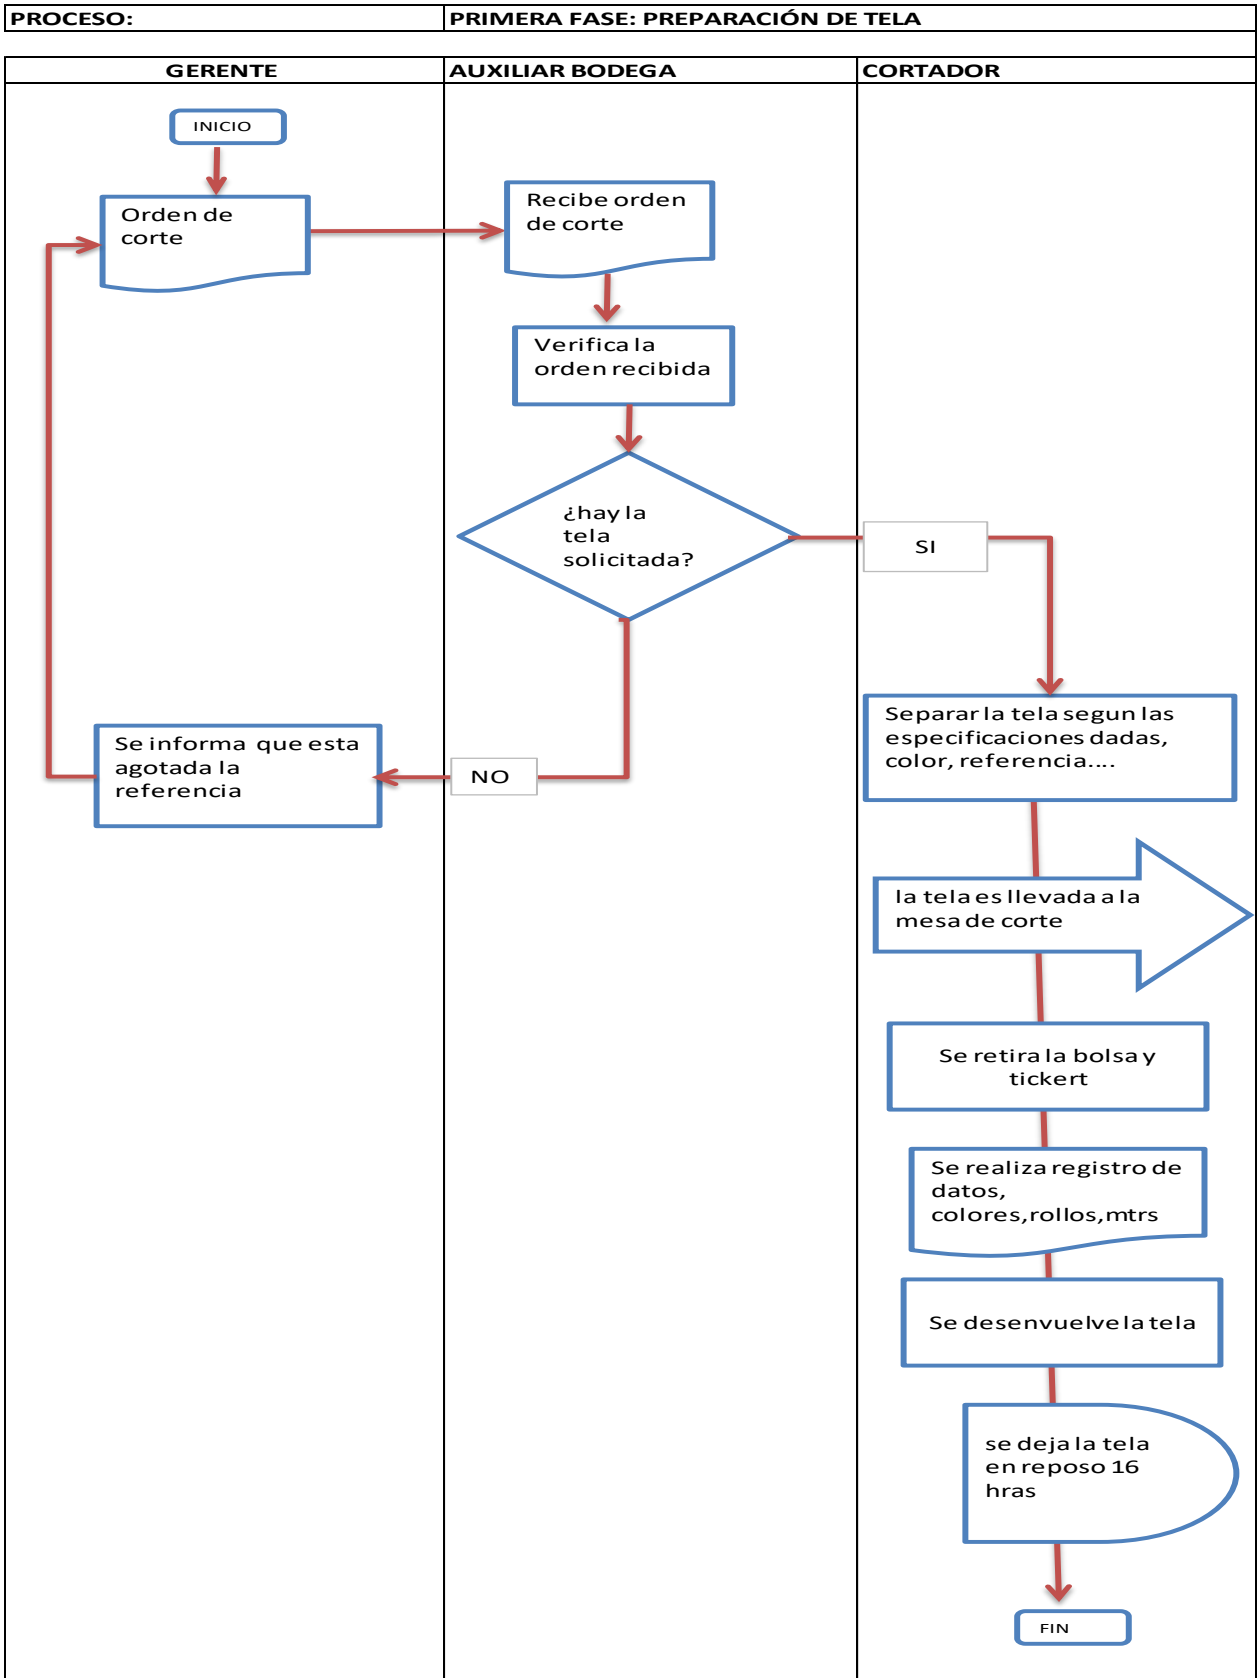 PROCESO:
PRIMERA FASE: PREPARACIÓN DE TELA
GERENTE
AUXILIAR BODEGA
CORTADOR
INICIO
Orden de
corte
Recibe orden
de corte
Verifica la
orden recibida
¿hay la
tela
solicitada?
SI
NO
Se informa que esta
agotada la
referencia
Separar la tela segun las
especificaciones dadas,
color, referencia....
la tela es llevada a la
mesa de corte
Se retira la bolsa y
tickert
Se realiza registro de
datos,
colores,rollos,mtrs
Se desenvuelve la tela
se deja la tela
en reposo 16
hras
FIN